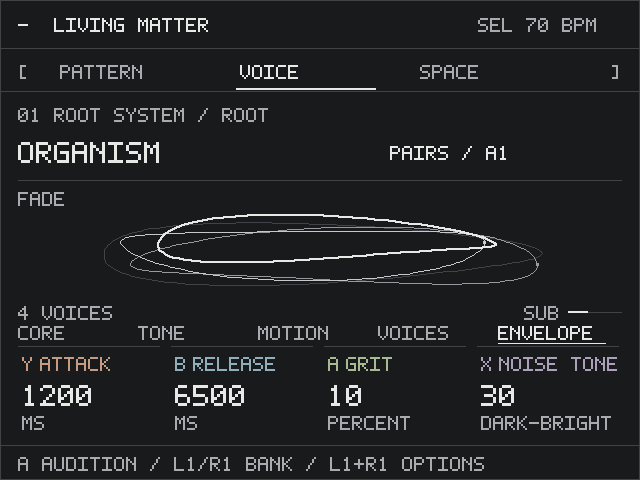 – LIVING MATTER SEL 70 BPM
[ PATTERN VOICE SPACE ]
01 ROOT SYSTEM / ROOT
ORGANISM PAIRS / A1
FADE
4 VOICES SUB
CORE TONE MOTION VOICES ENVELOPE
Y ATTACK B RELEASE A GRIT X NOISE TONE
1200 6500 10 30
MS MS PERCENT DARK–BRIGHT
A AUDITION / L1/R1 BANK / L1+R1 OPTIONS